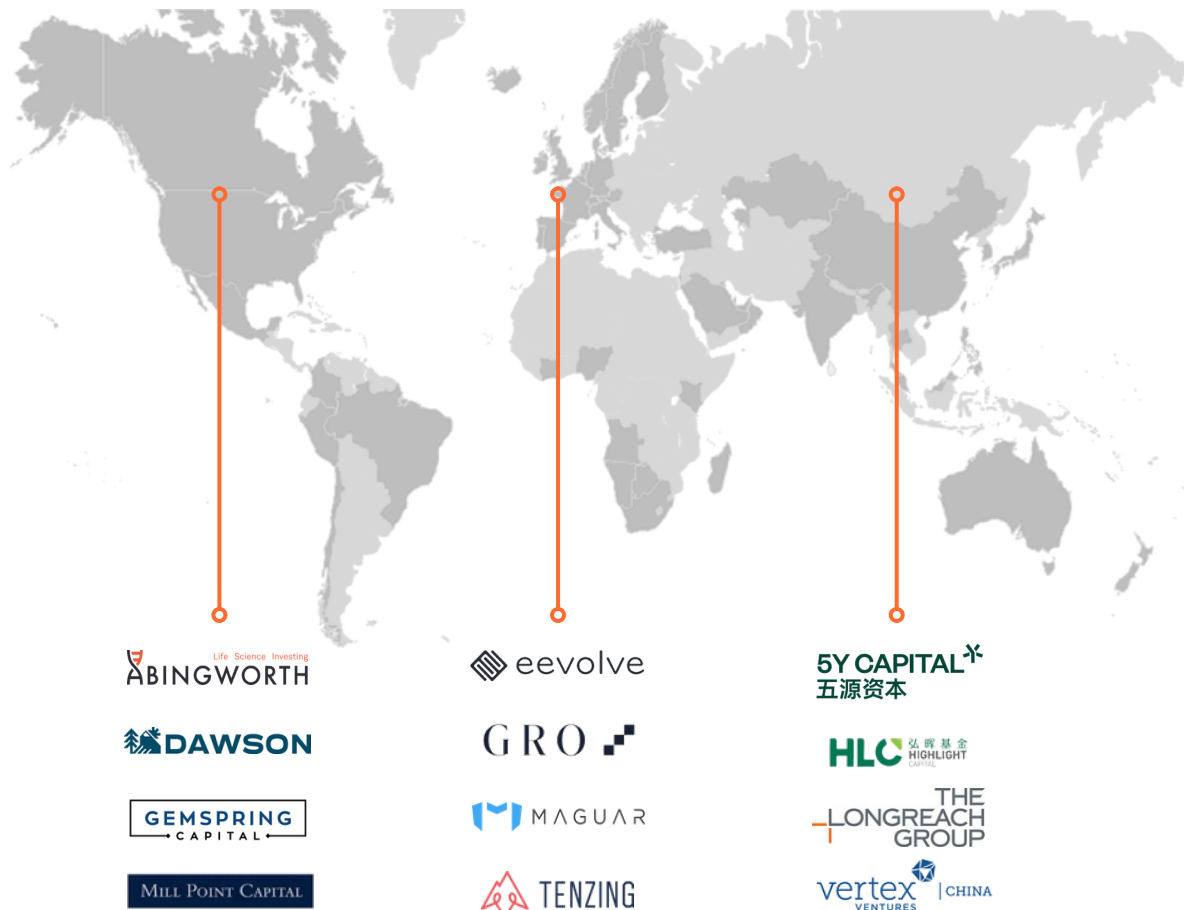 Life Science Investing
ABINGWORTH
DAWSON
GEMSPRING
CAPITAL
MILL POINT CAPITAL
eevolve
GRO
MAGUAR
TENZING
5Y CAPITAL
五源资本
HLC
弘晖基金
HIGHLIGHT
CAPITAL
THE
LONGREACH
GROUP
vertex
VENTURES
CHINA